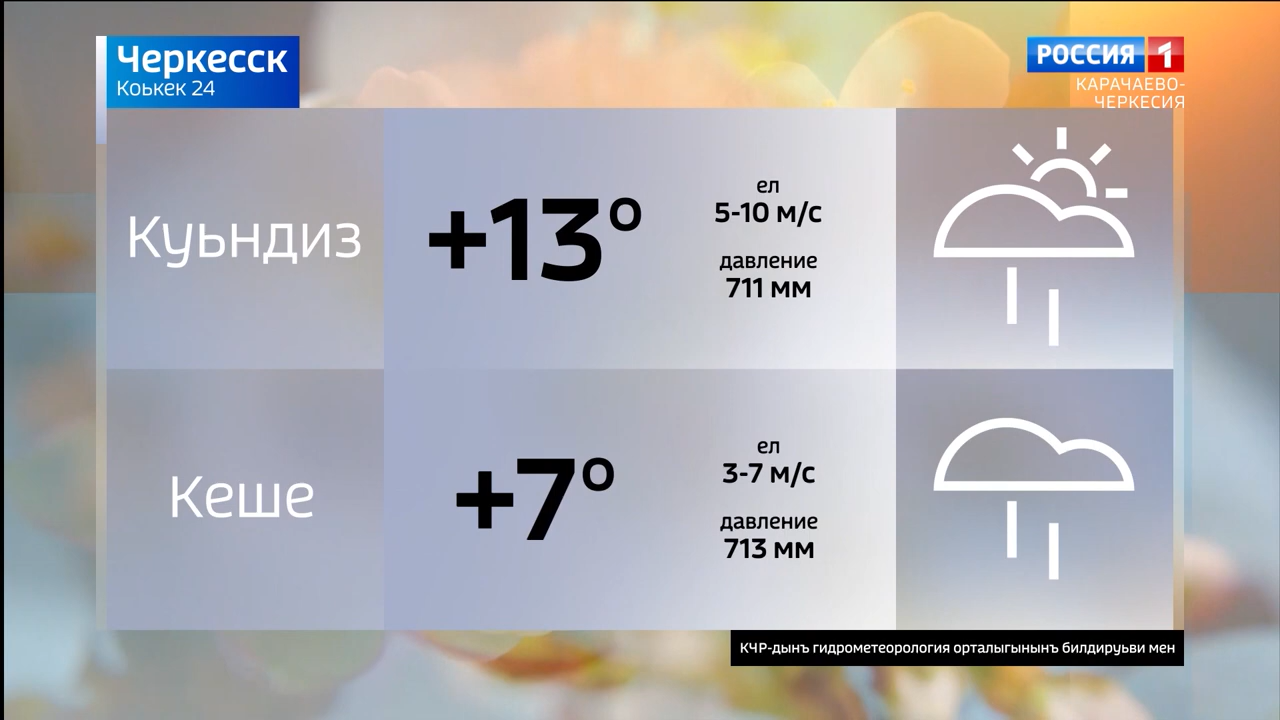 Черкесск
Коькек 24
РОССИЯ 1
КАРАЧАЕВО-
ЧЕРКЕСИЯ
Куьндиз
+13°
ел
5-10 м/с
давление
711 мм
Кеше
+7°
ел
3-7 м/с
давление
713 мм
КЧР-дынъ гидрометеорология орталыгынынъ билдируьви мен